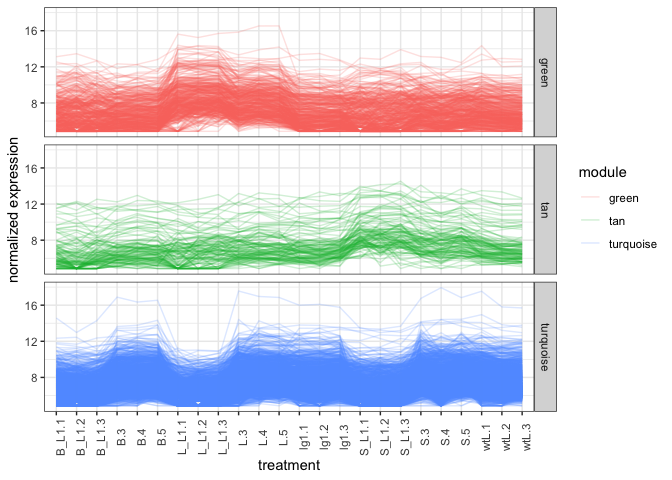 normalized expression
16
12
8
green
16
12
8
tan
16
12
8
turquoise
B_L1.1
B_L1.2
B_L1.3
B.3
B.4
B.5
L_L1.1
L_L1.2
L_L1.3
L.3
L.4
L.5
lg1.1
lg1.2
lg1.3
S_L1.1
S_L1.2
S_L1.3
S.3
S.4
S.5
wtL.1
wtL.2
wtL.3
treatment
module
green
tan
turquoise